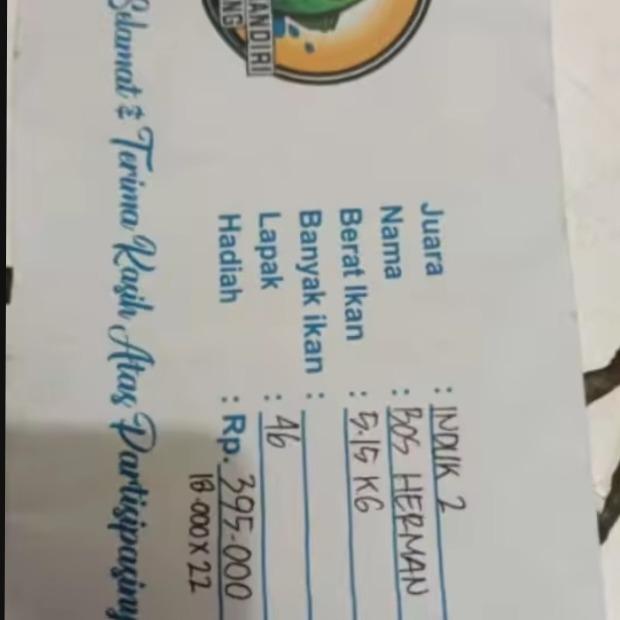 ANDIRI
NG
Juara : INDUK 2
Nama : BOS HERMAN
Berat Ikan : 5.15 KG
Banyak ikan :
Lapak : 46
Hadiah : Rp. 395.000
18.000 X 22
Selamat & Terima Kasih Atas Partisipasiny